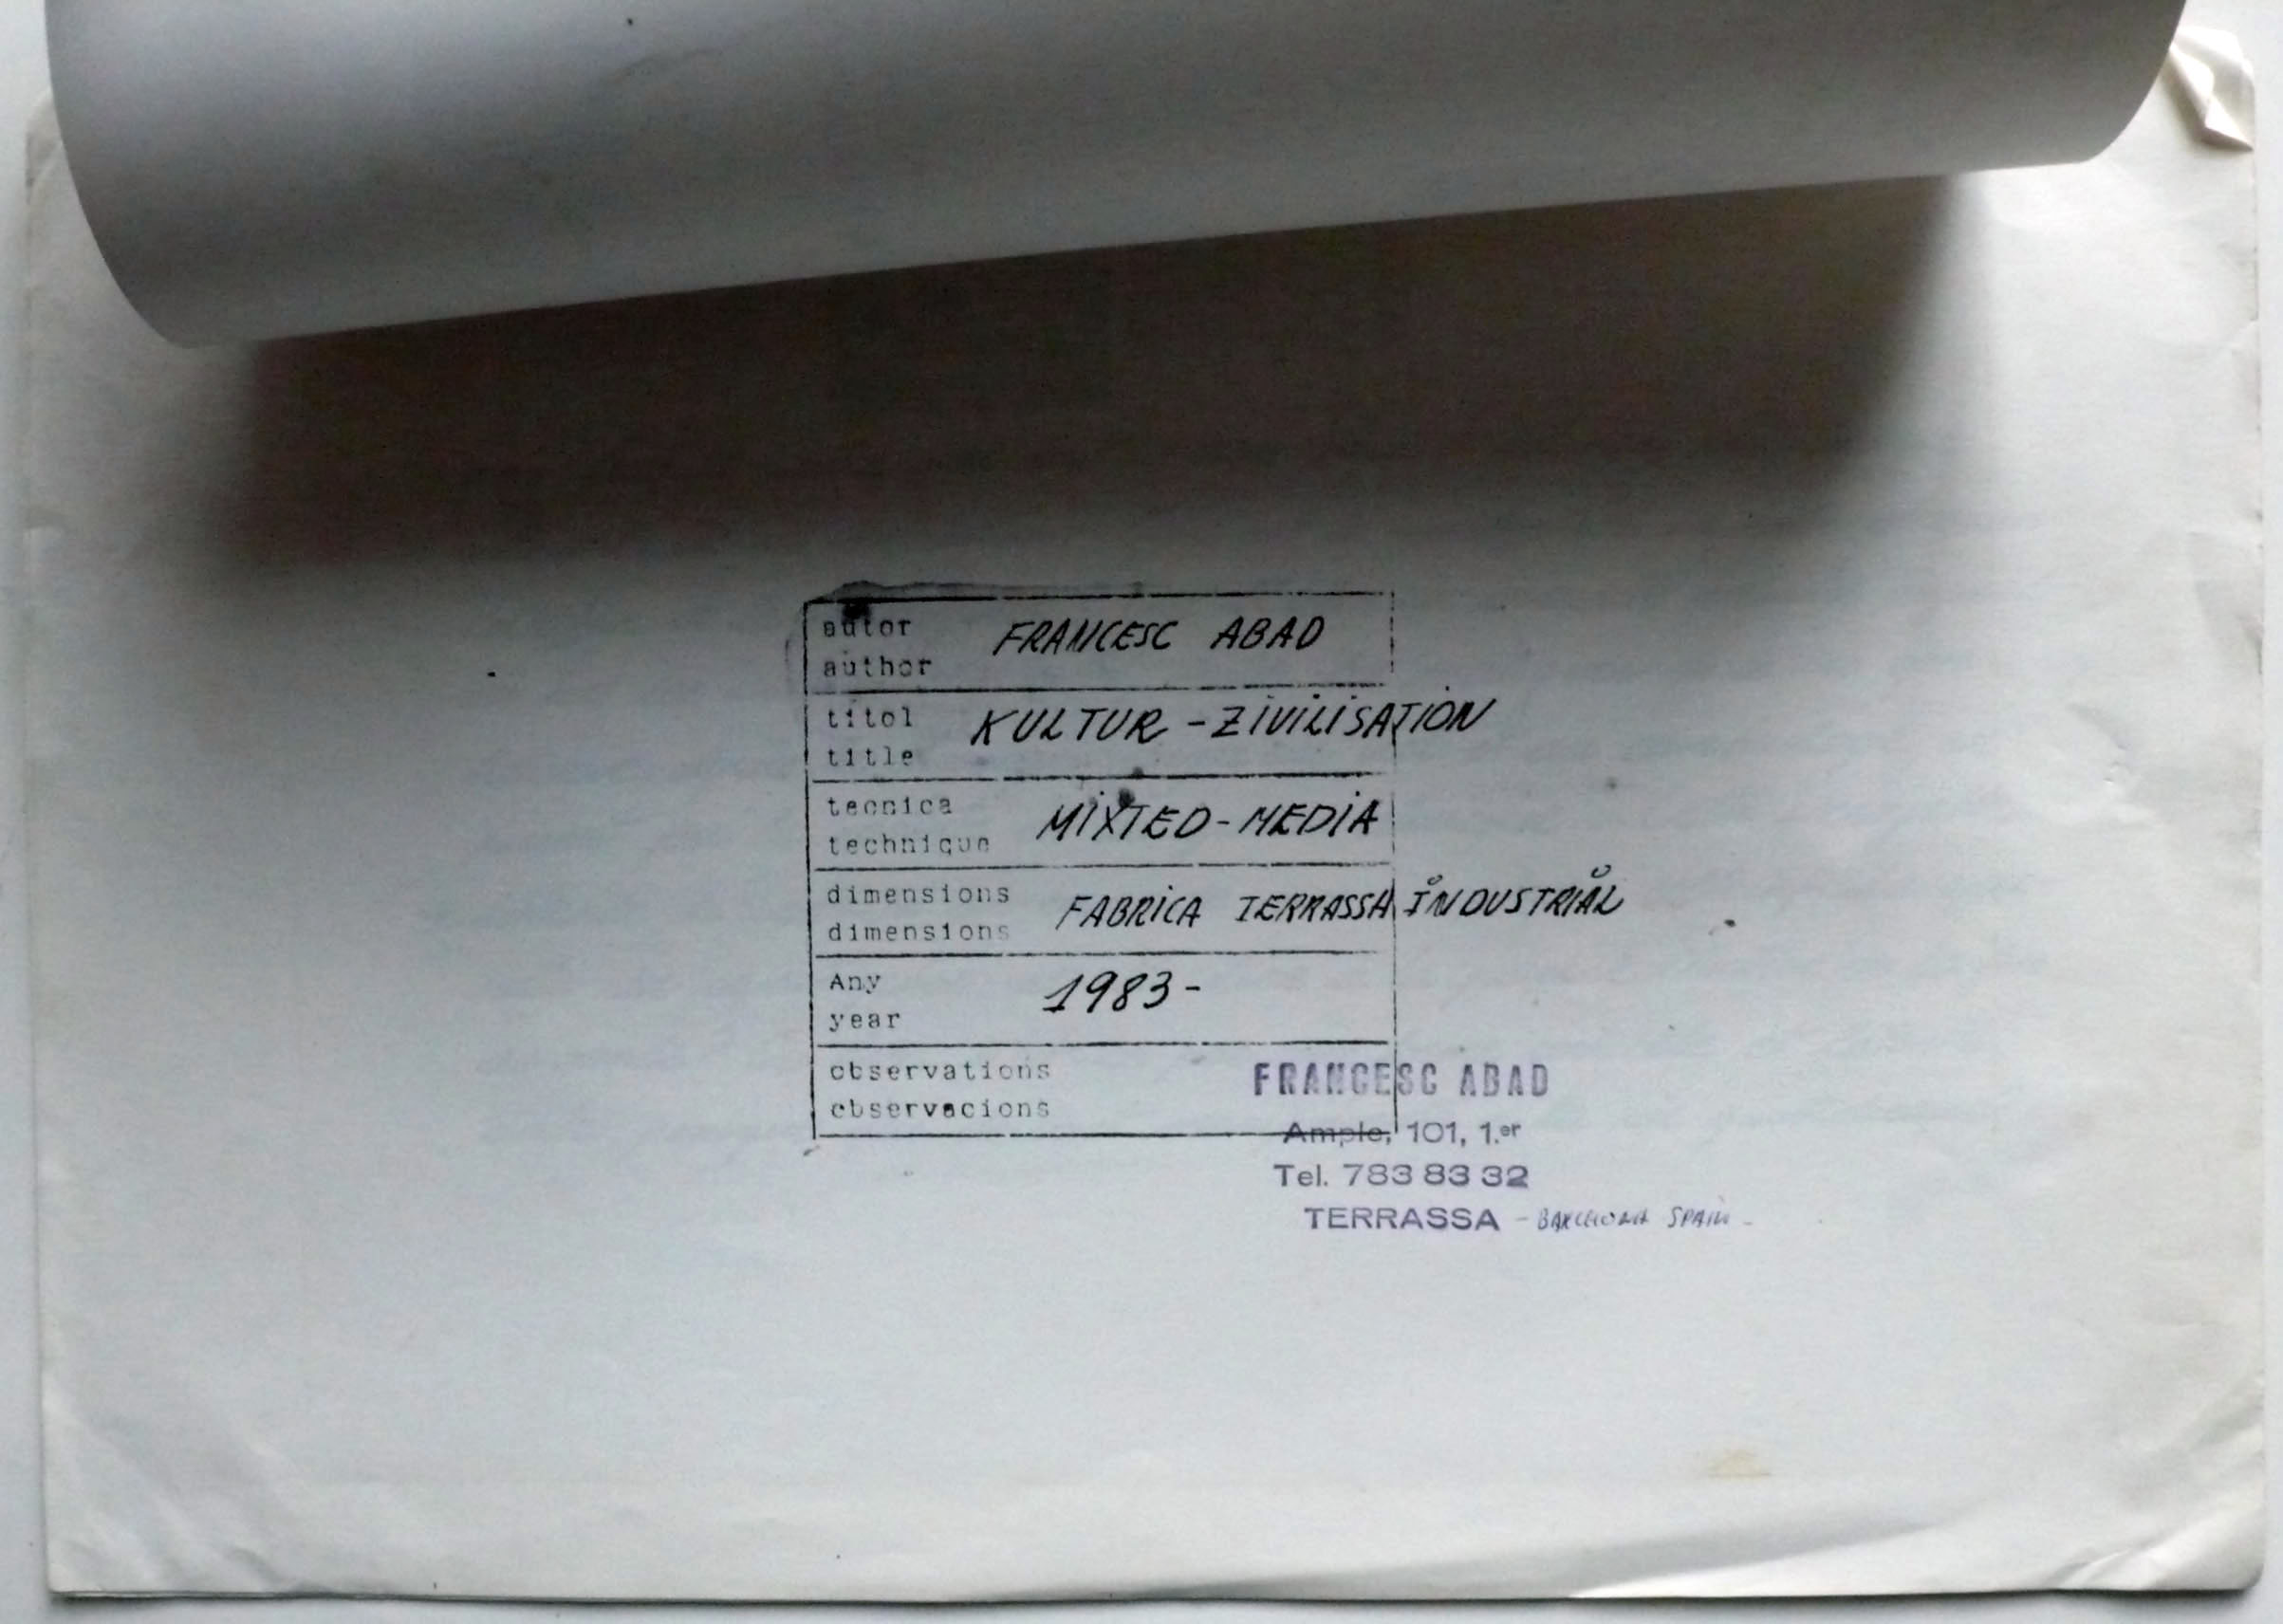 autor FRANCESC ABAD
author
titol KULTUR - ZIVILISATION
title
tecnica MIXTED-MEDIA
technique
dimensions FABRICA TERRASSA INDUSTRIAL
dimensions
Any 1983-
year
observations
observacions
FRANCESC ABAD
Ample, 101, 1.er
Tel. 783 83 32
TERRASSA - BARCELONA SPAIN -